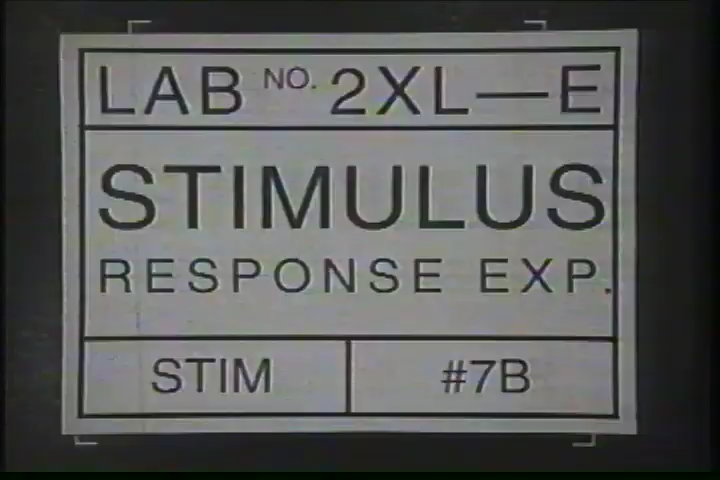 LAB NO. 2XL—E
STIMULUS
RESPONSE EXP.
STIM #7B